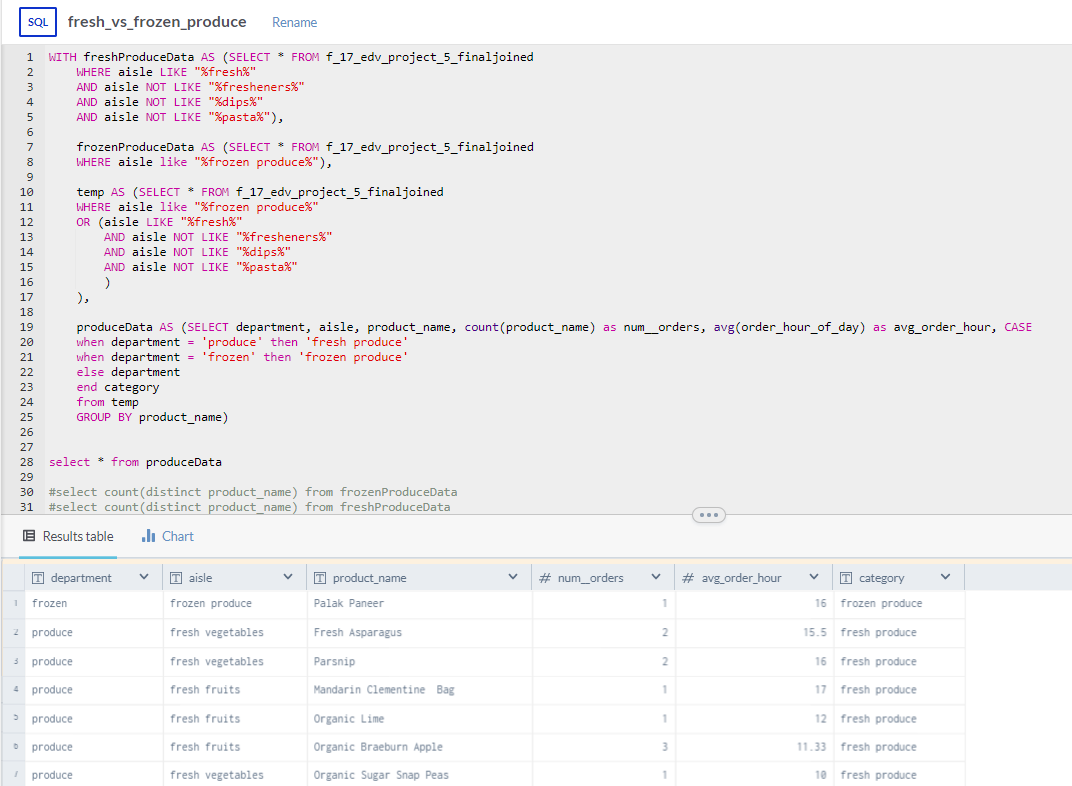 SQL fresh_vs_frozen_produce Rename
1 WITH freshProduceData AS (SELECT * FROM f_17_edv_project_5_finaljoined
2 WHERE aisle LIKE "%fresh%"
3 AND aisle NOT LIKE "%fresheners%"
4 AND aisle NOT LIKE "%dips%"
5 AND aisle NOT LIKE "%pasta%"),
6
7 frozenProduceData AS (SELECT * FROM f_17_edv_project_5_finaljoined
8 WHERE aisle like "%frozen produce%"),
9
10 temp AS (SELECT * FROM f_17_edv_project_5_finaljoined
11 WHERE aisle like "%frozen produce%"
12 OR (aisle LIKE "%fresh%"
13 AND aisle NOT LIKE "%fresheners%"
14 AND aisle NOT LIKE "%dips%"
15 AND aisle NOT LIKE "%pasta%"
16 )
17 ),
18
19 produceData AS (SELECT department, aisle, product_name, count(product_name) as num__orders, avg(order_hour_of_day) as avg_order_hour, CASE
20 when department = 'produce' then 'fresh produce'
21 when department = 'frozen' then 'frozen produce'
22 else department
23 end category
24 from temp
25 GROUP BY product_name)
26
27
28 select * from produceData
29
30 #select count(distinct product_name) from frozenProduceData
31 #select count(distinct product_name) from freshProduceData
Results table Chart
T department T aisle T product_name # num__orders # avg_order_hour T category
1 frozen frozen produce Palak Paneer 1 16 frozen produce
2 produce fresh vegetables Fresh Asparagus 2 15.5 fresh produce
3 produce fresh vegetables Parsnip 2 16 fresh produce
4 produce fresh fruits Mandarin Clementine Bag 1 17 fresh produce
5 produce fresh fruits Organic Lime 1 12 fresh produce
6 produce fresh fruits Organic Braeburn Apple 3 11.33 fresh produce
7 produce fresh vegetables Organic Sugar Snap Peas 1 10 fresh produce